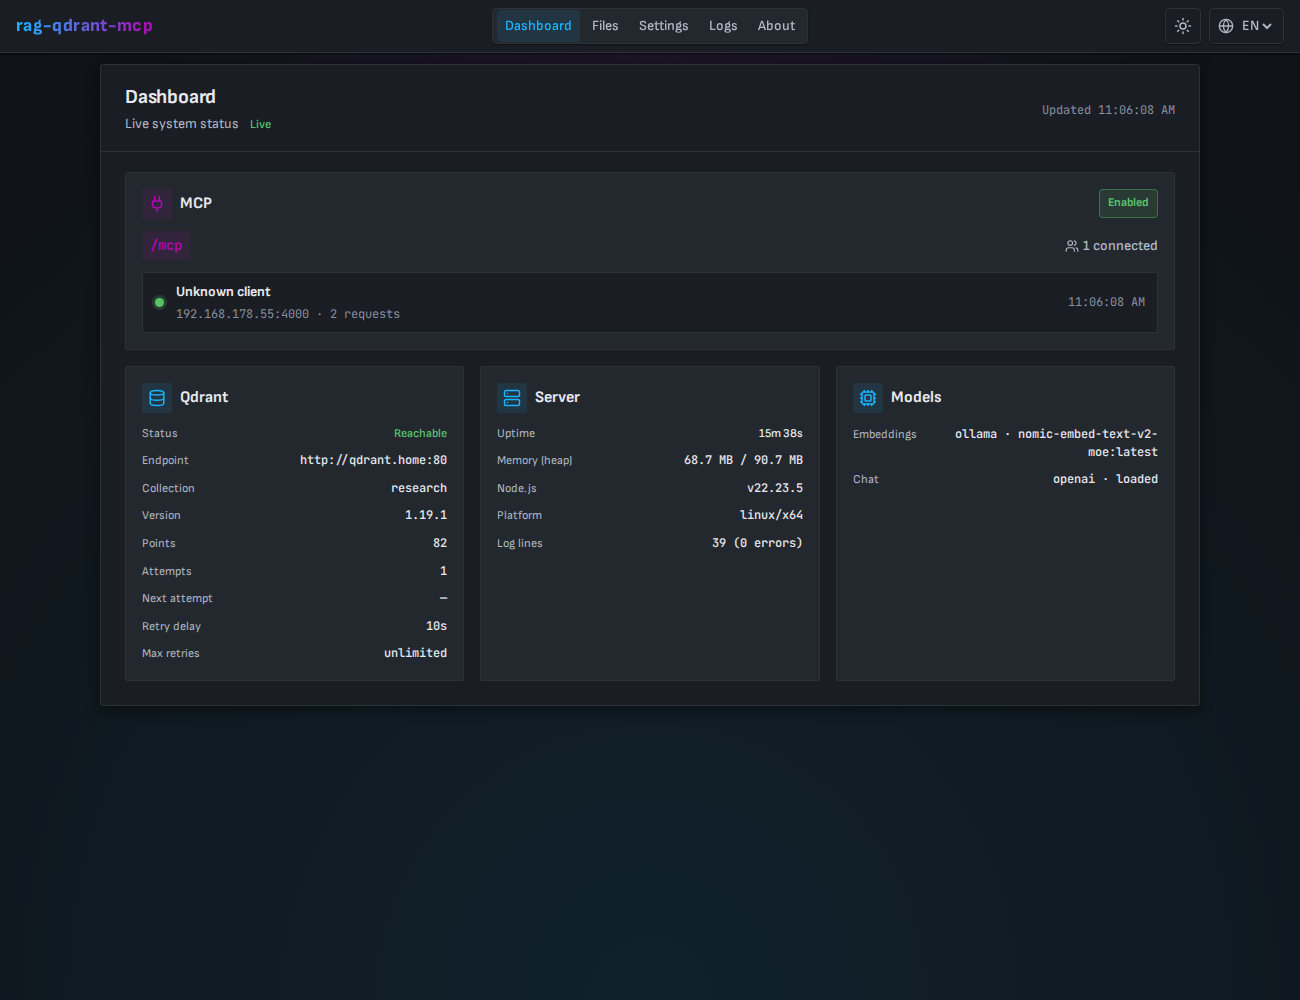 rag-qdrant-mcp
Dashboard Files Settings Logs About
EN
Dashboard
Live system status Live
Updated 11:06:08 AM
MCP
Enabled
/mcp
1 connected
Unknown client
192.168.178.55:4000 · 2 requests
11:06:08 AM
Qdrant
Status Reachable
Endpoint http://qdrant.home:80
Collection research
Version 1.19.1
Points 82
Attempts 1
Next attempt —
Retry delay 10s
Max retries unlimited
Server
Uptime 15m 38s
Memory (heap) 68.7 MB / 90.7 MB
Node.js v22.23.5
Platform linux/x64
Log lines 39 (0 errors)
Models
Embeddings ollama · nomic-embed-text-v2-
moe:latest
Chat openai · loaded